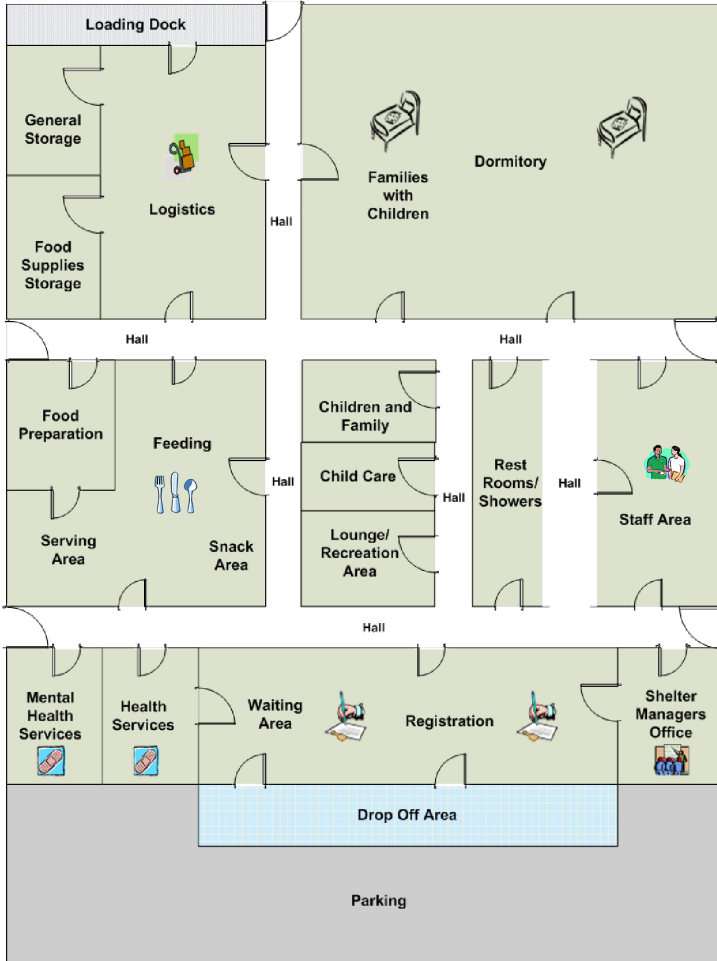 Loading Dock
General
Storage
Logistics
Food
Supplies
Storage
Hall
Families
with
Children
Dormitory
Hall
Hall
Food
Preparation
Feeding
Serving
Area
Snack
Area
Hall
Children and
Family
Child Care
Lounge/
Recreation
Area
Hall
Rest
Rooms/
Showers
Hall
Staff Area
Hall
Mental
Health
Services
Health
Services
Waiting
Area
Registration
Shelter
Managers
Office
Drop Off Area
Parking